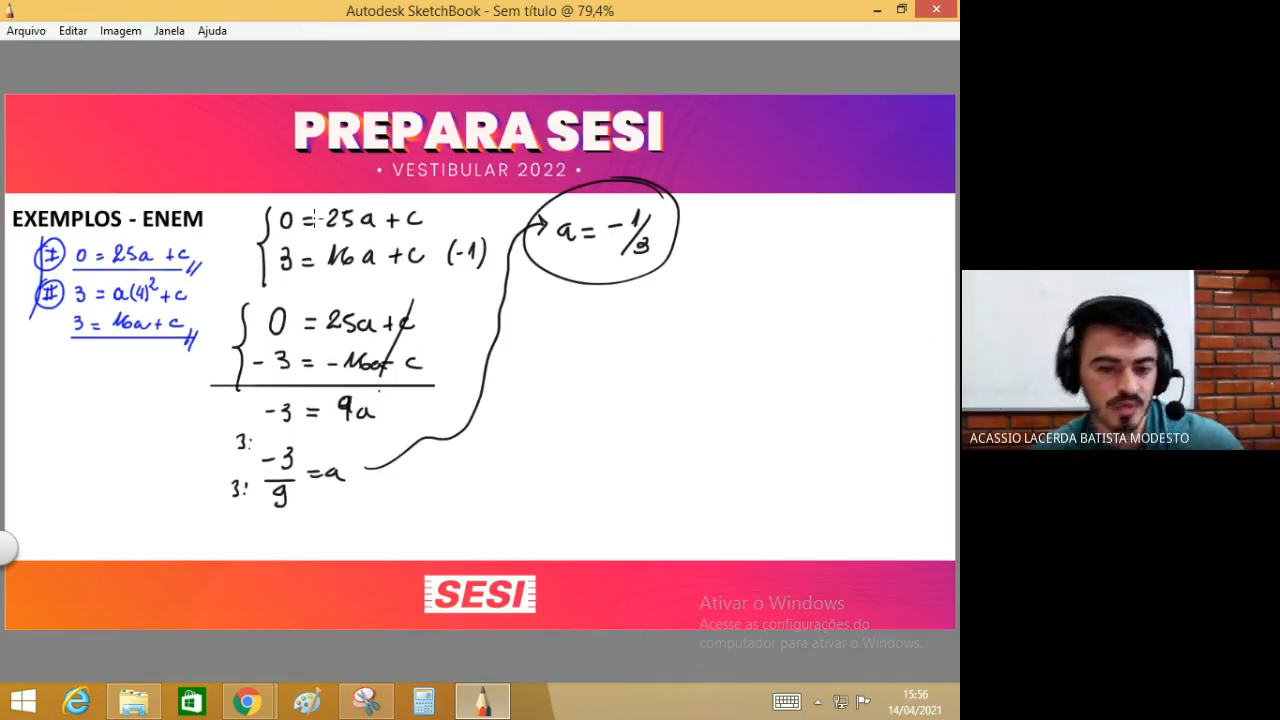 Autodesk SketchBook - Sem título @ 79,4%
Arquivo Editar Imagem Janela Ajuda
PREPARA SESI
• VESTIBULAR 2022 •
EXEMPLOS - ENEM
I 0 = 25a + c
II 3 = a(4)² + c
3 = 16a + c
0 = 25a + c
3 = 16a + c (-1)
0 = 25a + c
- 3 = - 16a - c
-3 = 9a
3:
-3
3: 9 = a
a = - 1/3
SESI
Ativar o Windows
Acesse as configurações do
computador para ativar o Windows.
ACASSIO LACERDA BATISTA MODESTO
15:56
14/04/2021